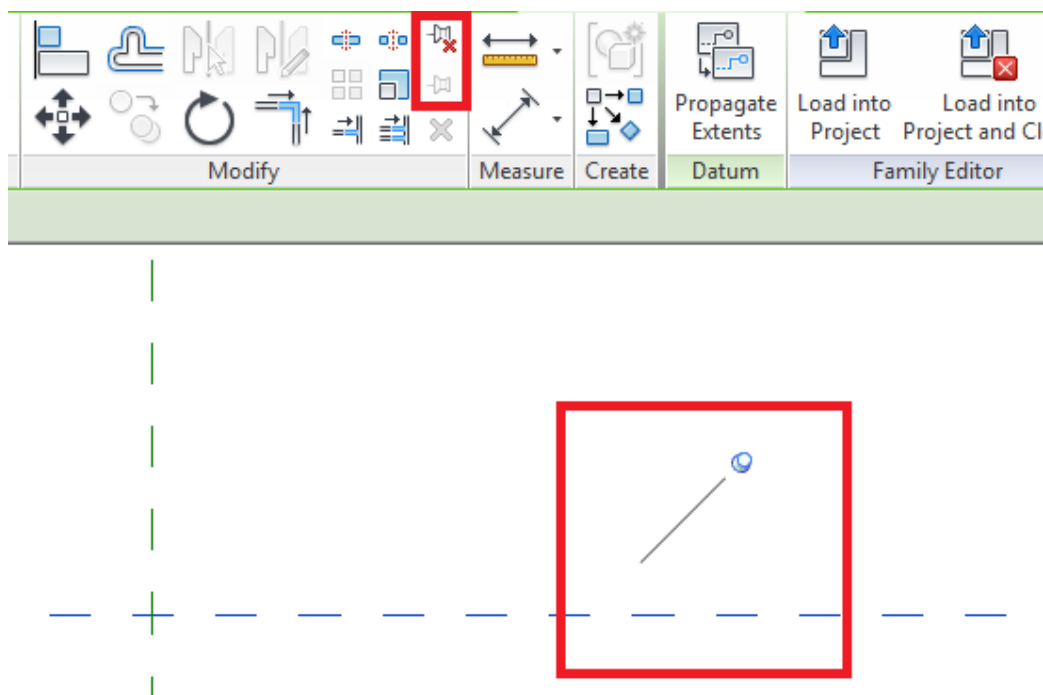 Propagate
Extents
Load into
Project
Load into
Project and Cl
Modify
Measure
Create
Datum
Family Editor